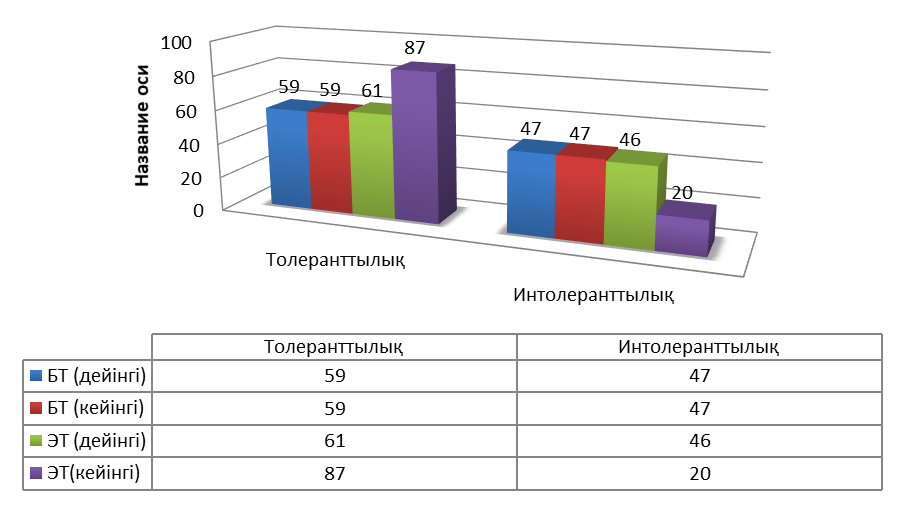 100
80
60
40
20
0
Название оси
59 59 61 87
47 47 46 20
Толеранттылық
Интолеранттылық
Толеранттылық Интолеранттылық
БТ (дейінгі) 59 47
БТ (кейінгі) 59 47
ЭТ (дейінгі) 61 46
ЭТ(кейінгі) 87 20